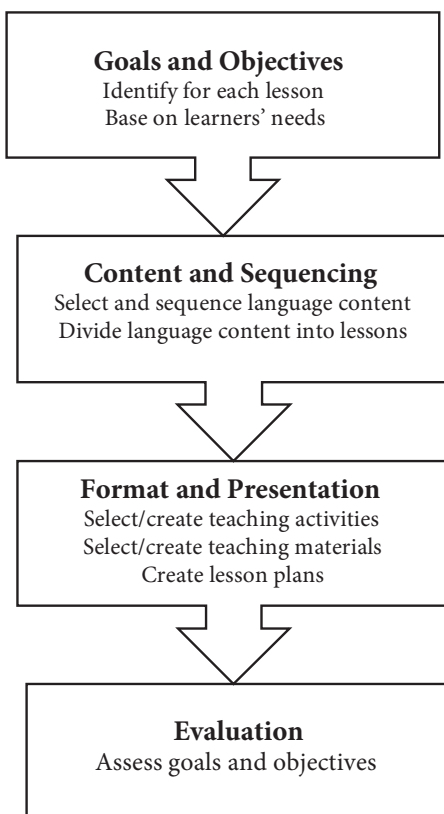 Goals and Objectives
Identify for each lesson
Base on learners’ needs
Content and Sequencing
Select and sequence language content
Divide language content into lessons
Format and Presentation
Select/create teaching activities
Select/create teaching materials
Create lesson plans
Evaluation
Assess goals and objectives